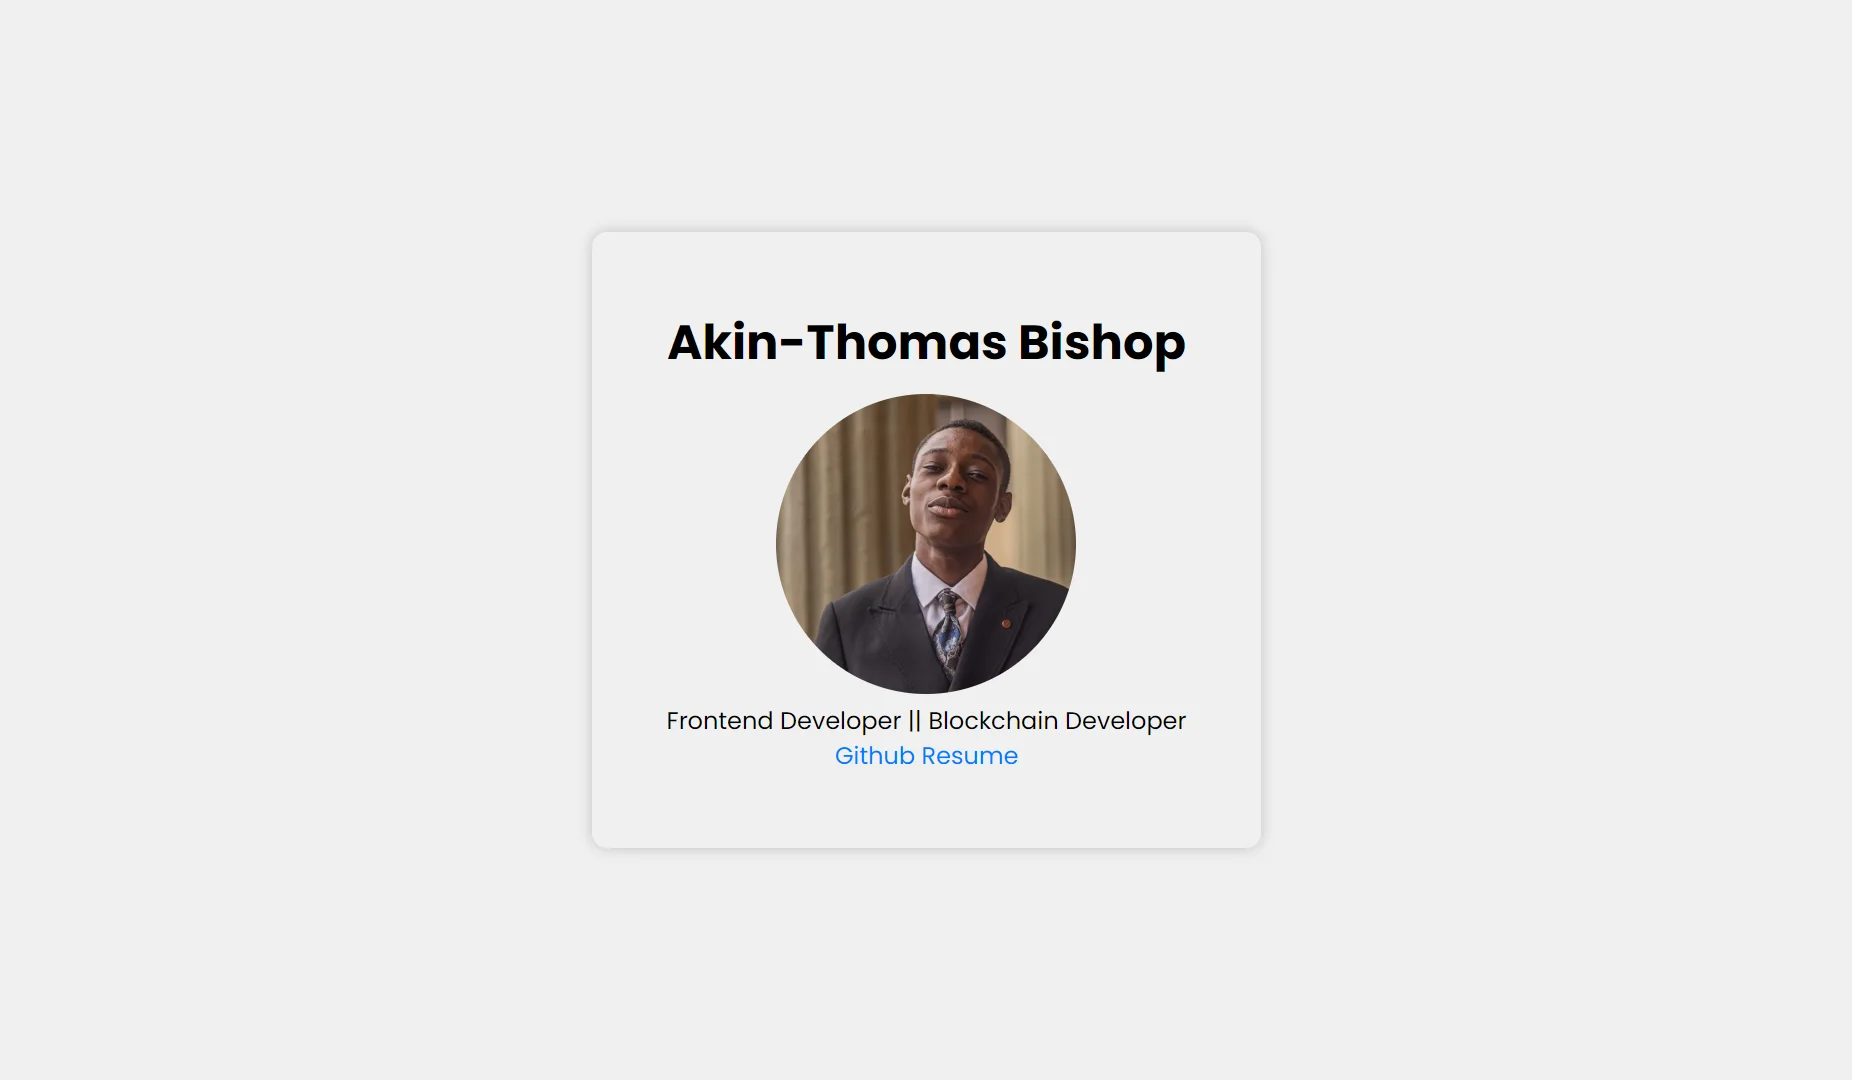 Akin-Thomas Bishop
Frontend Developer || Blockchain Developer
Github Resume